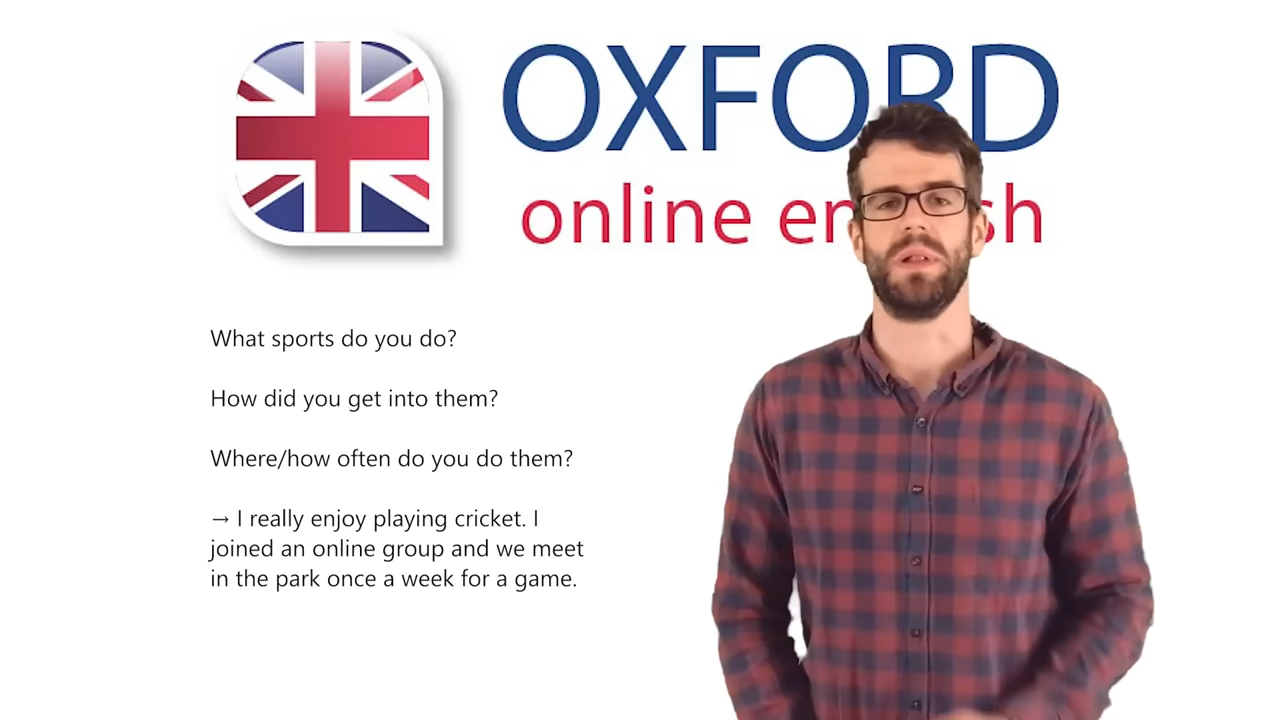 OXFORD
online
What sports do you do?
How did you get into them?
Where/how often do you do them?
→ I really enjoy playing cricket. I
joined an online group and we meet
in the park once a week for a game.